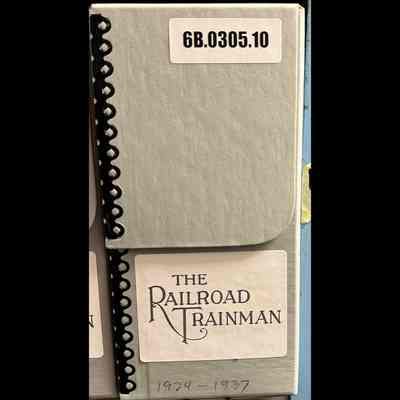 6B.0305.10
THE
RAILROAD
TRAINMAN
1924-1937